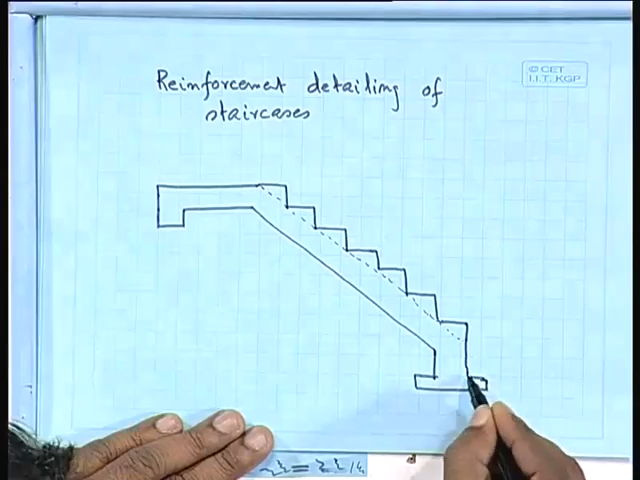 Reinforcement detailing of
staircases
© CET
I.I.T. KGP